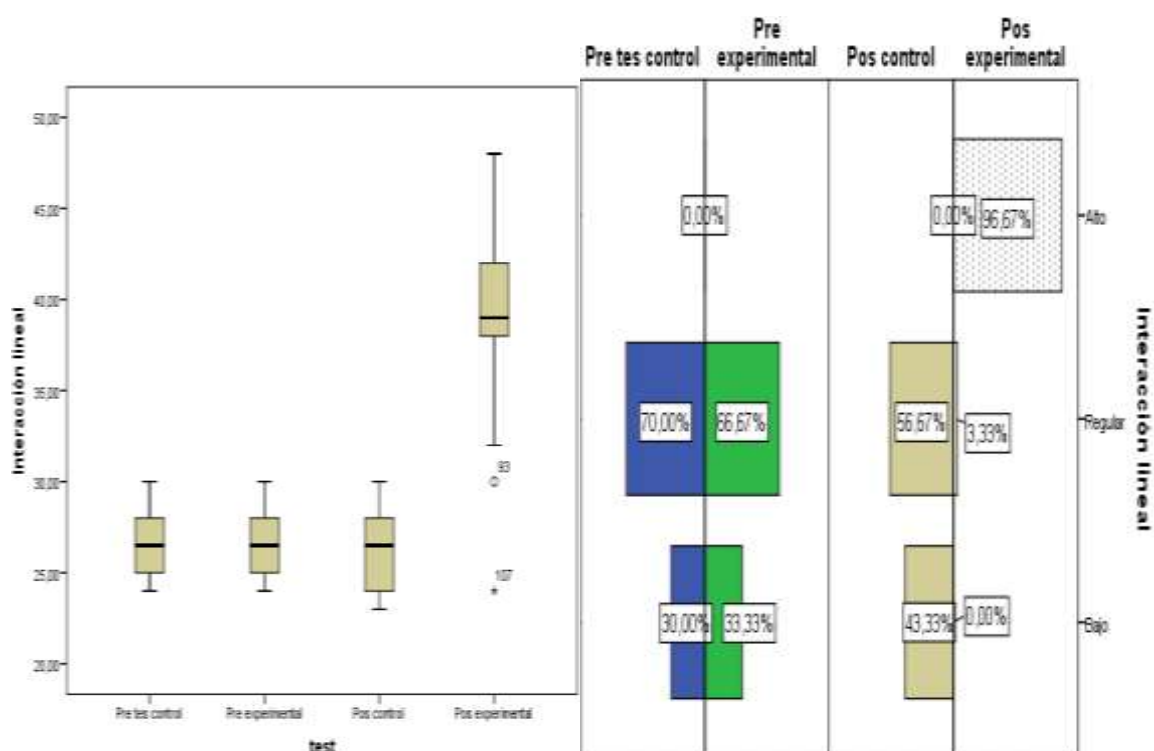 Interacción lineal
50,00
45,00
40,00
35,00
30,00
25,00
20,00
93
107
Pre tes control
Pre experimental
Pos control
Pos experimental
test
Pre tes control
Pre
experimental
Pos control
Pos
experimental
0,00%
0,00%
96,67%
Alto
70,00%
66,67%
56,67%
3,33%
Regular
30,00%
33,33%
43,33%
0,00%
Bajo
Interacción lineal